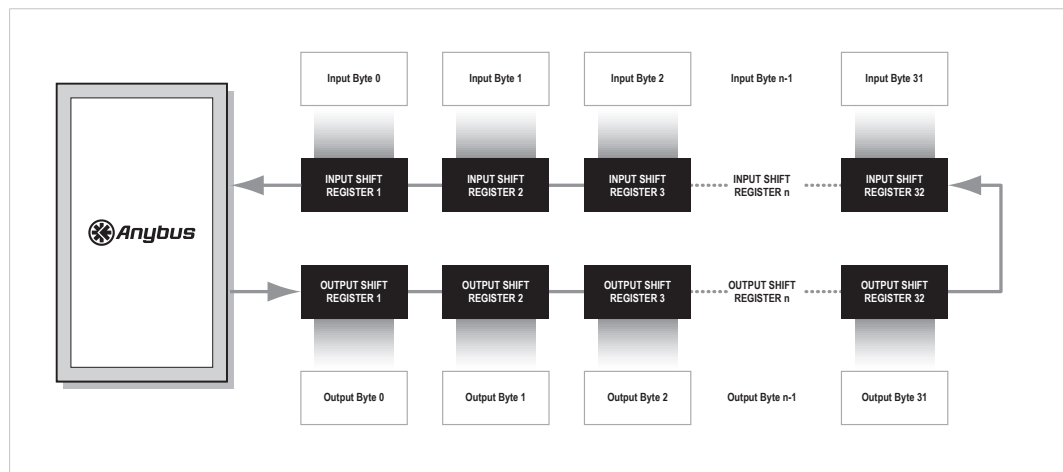 Input Byte 0
Input Byte 1
Input Byte 2
Input Byte n-1
Input Byte 31
INPUT SHIFT
REGISTER 1
INPUT SHIFT
REGISTER 2
INPUT SHIFT
REGISTER 3
INPUT SHIFT
REGISTER n
INPUT SHIFT
REGISTER 32
Anybus
OUTPUT SHIFT
REGISTER 1
OUTPUT SHIFT
REGISTER 2
OUTPUT SHIFT
REGISTER 3
OUTPUT SHIFT
REGISTER n
OUTPUT SHIFT
REGISTER 32
Output Byte 0
Output Byte 1
Output Byte 2
Output Byte n-1
Output Byte 31